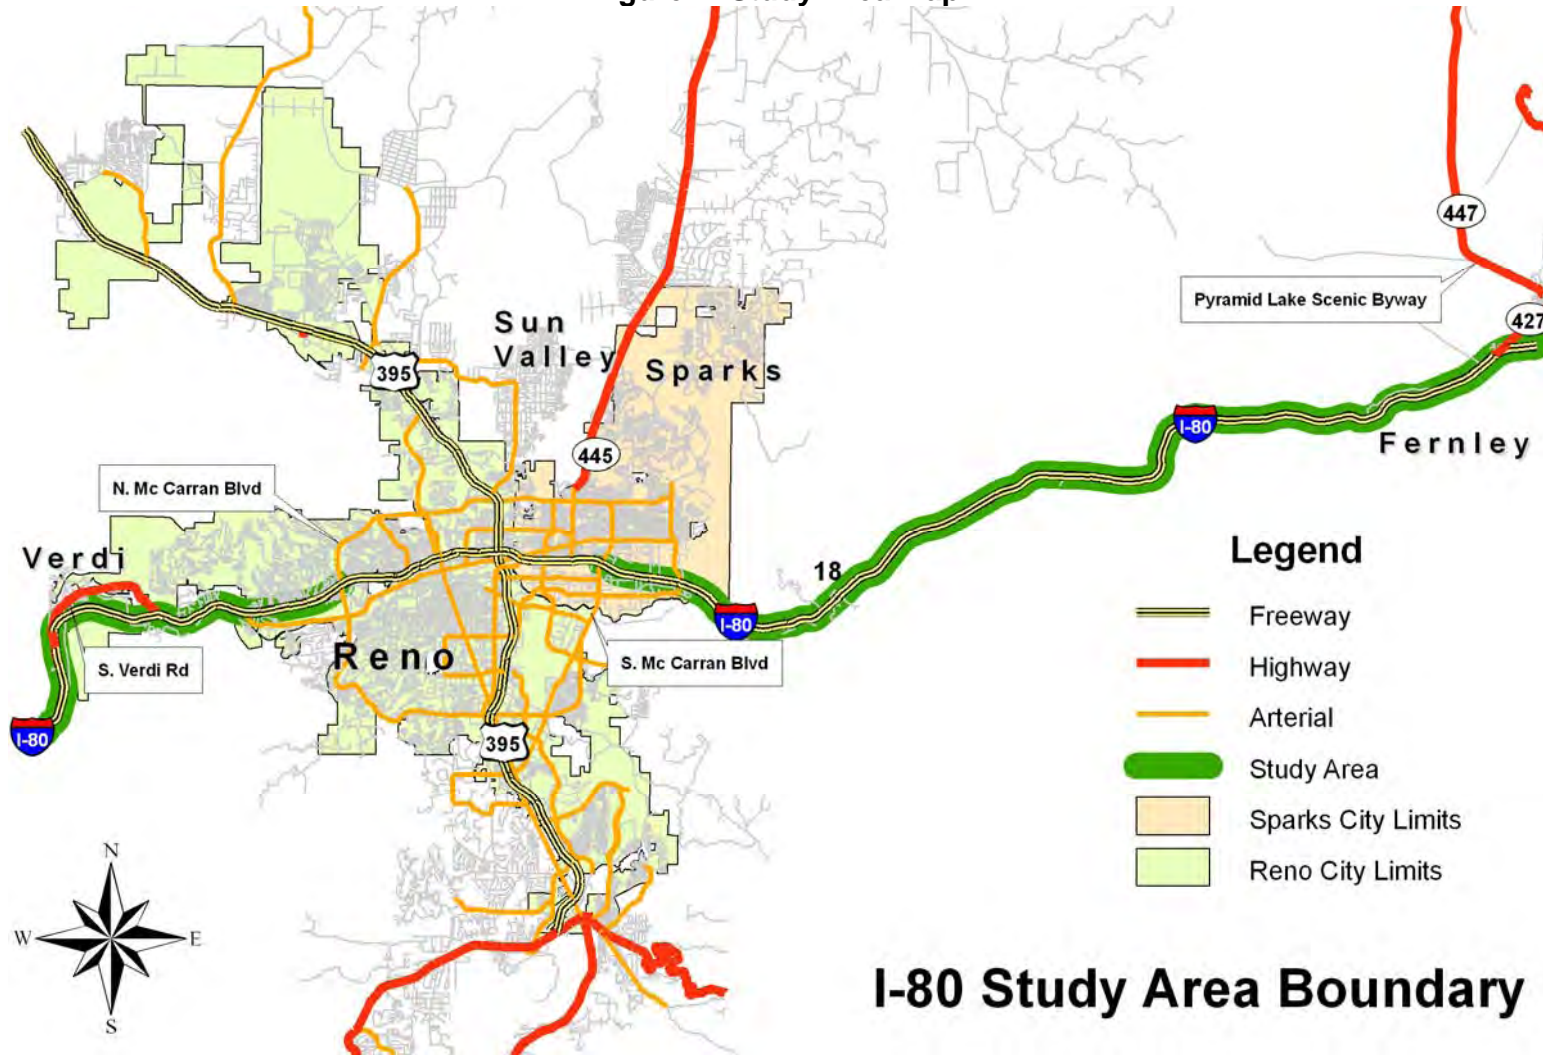 447
Pyramid Lake Scenic Byway
427
Sun
Valley
395
Sparks
I-80
Fernley
445
N. Mc Carran Blvd
Verdi
18
I-80
Legend
Freeway
Highway
Arterial
Study Area
Sparks City Limits
Reno City Limits
Reno
S. Mc Carran Blvd
S. Verdi Rd
I-80
395
N
W
E
S
I-80 Study Area Boundary